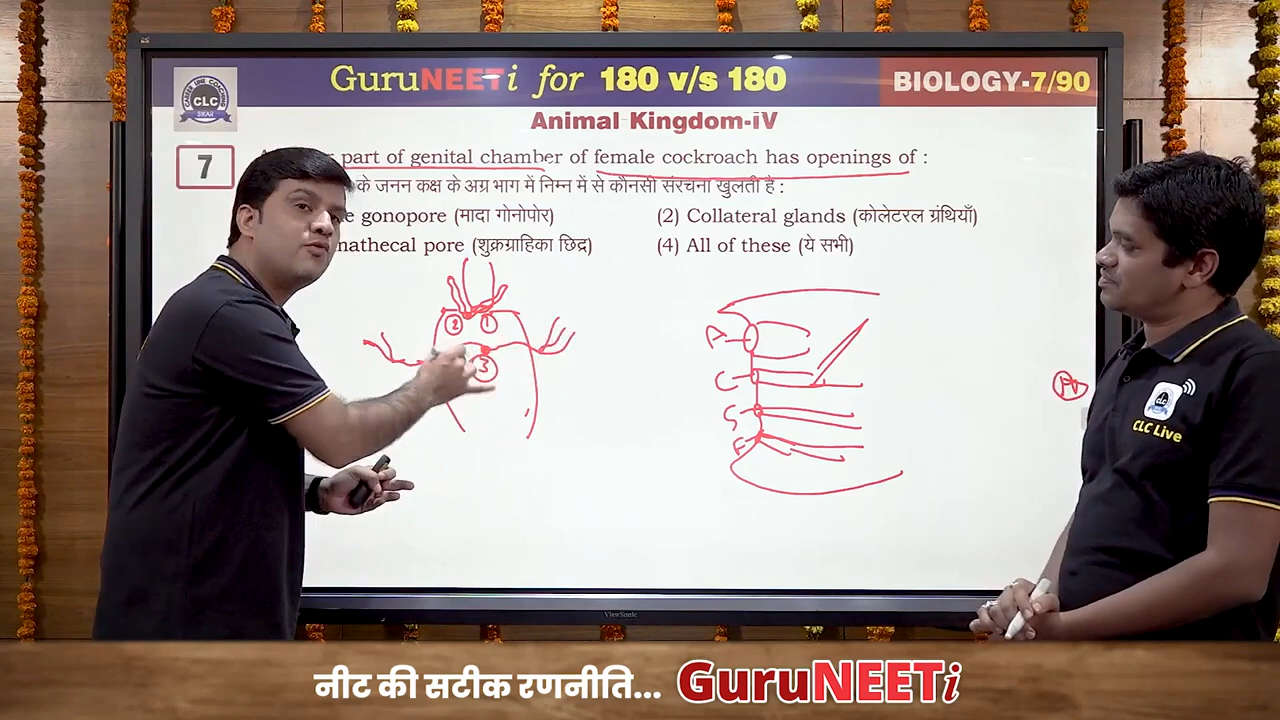 GuruNEETi for 180 v/s 180
BIOLOGY-7/90
CLC
SIKAR
Animal Kingdom-iV
7
part of genital chamber of female cockroach has openings of :
के जनन कक्ष के अग्र भाग में निम्न में से कौनसी संरचना खुलती है :
gonopore (मादा गोनोपोर)
(2) Collateral glands (कोलेटरल ग्रंथियाँ)
pore (शुक्रग्राहिका छिद्र)
(4) All of these (ये सभी)
2 1
3
A
C
S
CLC Live
ViewSonic
नीट की सटीक रणनीति... GuruNEETi